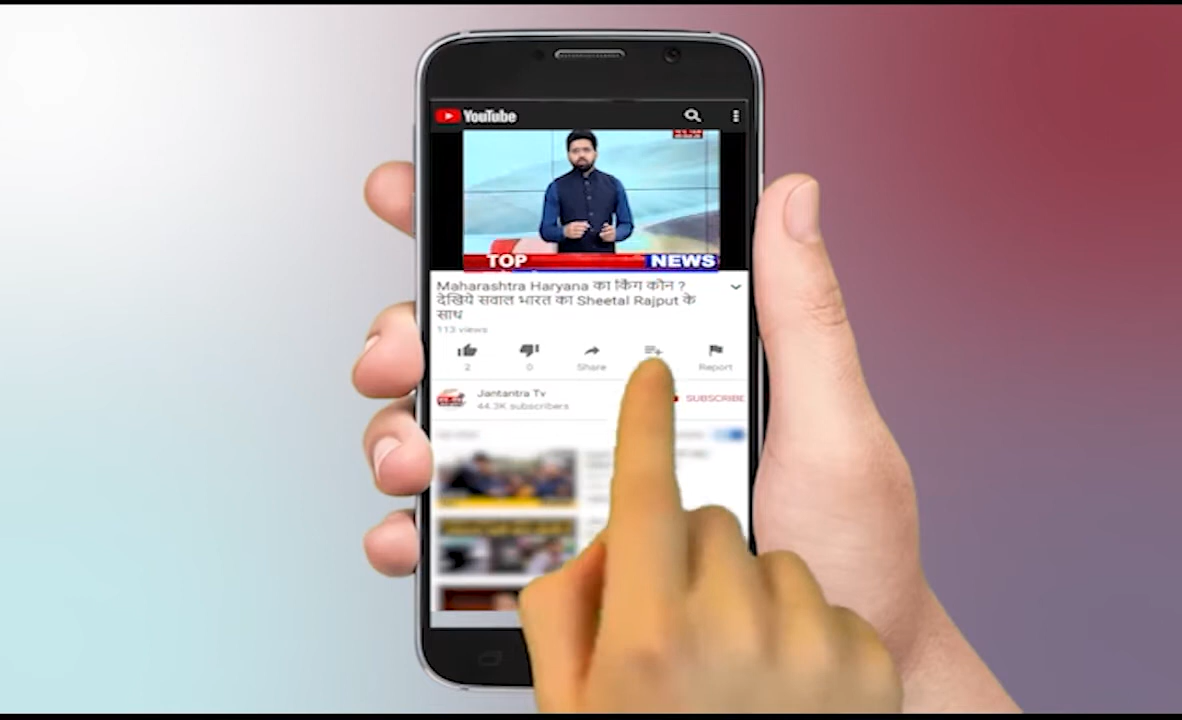 YouTube
TOP NEWS
Maharashtra Haryana का किंग कौन ?
देखिये सवाल भारत का Sheetal Rajput के
साथ
113 views
2 0 Share Report
Jantantra Tv
44.3K subscribers
SUBSCRIBE